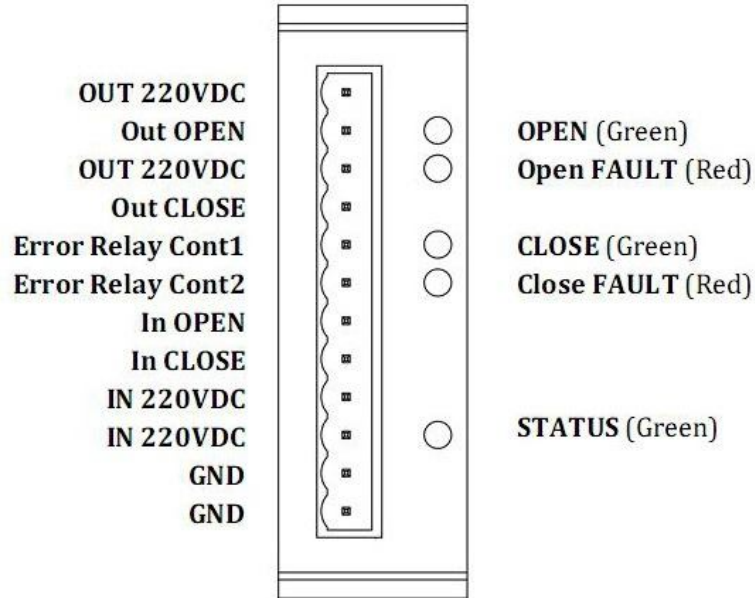 OUT 220VDC
Out OPEN
OUT 220VDC
Out CLOSE
Error Relay Cont1
Error Relay Cont2
In OPEN
In CLOSE
IN 220VDC
IN 220VDC
GND
GND
OPEN (Green)
Open FAULT (Red)
CLOSE (Green)
Close FAULT (Red)
STATUS (Green)